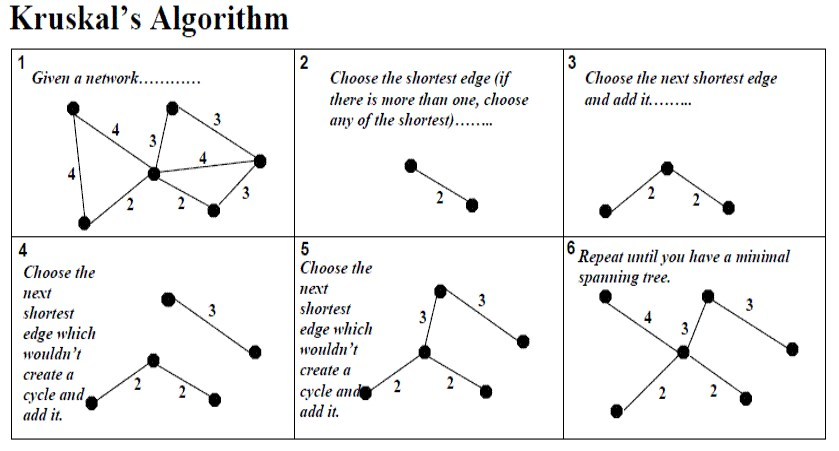 Kruskal's Algorithm
1
Given a network…………
4
3
3
4
4
2
2
3
2
Choose the shortest edge (if
there is more than one, choose
any of the shortest)……..
2
3
Choose the next shortest edge
and add it………
2
2
4
Choose the
next
shortest
edge which
wouldn't
create a
cycle and
add it.
3
2
2
5
Choose the
next
shortest
edge which
wouldn't
create a
cycle and
add it.
3
3
2
2
6
Repeat until you have a minimal
spanning tree.
4
3
3
2
2